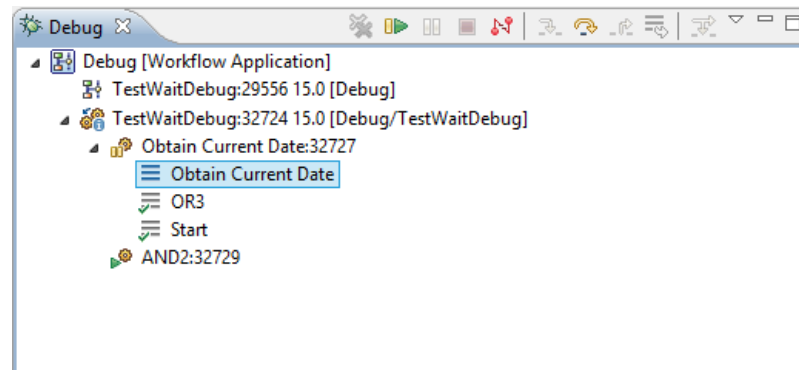 Debug
Debug [Workflow Application]
TestWaitDebug:29556 15.0 [Debug]
TestWaitDebug:32724 15.0 [Debug/TestWaitDebug]
Obtain Current Date:32727
Obtain Current Date
OR3
Start
AND2:32729